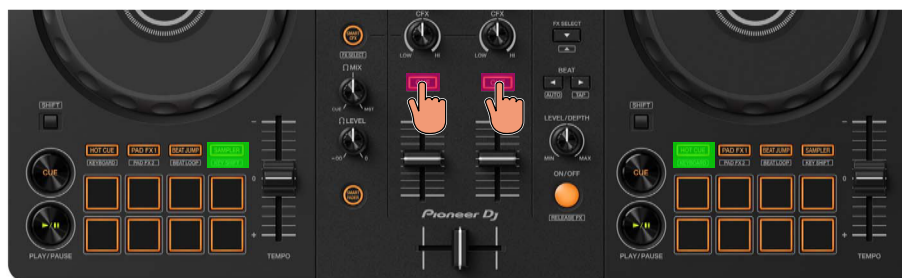 SHIFT
CUE
PLAY/PAUSE
HOT CUE
PAD FX1
BEAT JUMP
SAMPLER
KEYBOARD
PAD FX2
BEAT LOOP
KEY SHIFT
−
0
+
TEMPO
SMART CFX
FX SELECT
MIX
CUE
MST
LEVEL
-∞
0
SMART FADER
CFX
LOW
HI
CFX
LOW
HI
Pioneer Dj
FX SELECT
BEAT
AUTO
TAP
LEVEL/DEPTH
MIN
MAX
ON/OFF
RELEASE FX
SHIFT
CUE
PLAY/PAUSE
HOT CUE
PAD FX1
BEAT JUMP
SAMPLER
KEYBOARD
PAD FX2
BEAT LOOP
KEY SHIFT
−
0
+
TEMPO